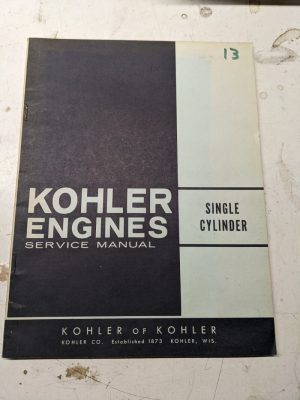 13
KOHLER
ENGINES
SERVICE MANUAL
SINGLE
CYLINDER
KOHLER OF KOHLER
KOHLER CO. Established 1873 KOHLER, WIS.